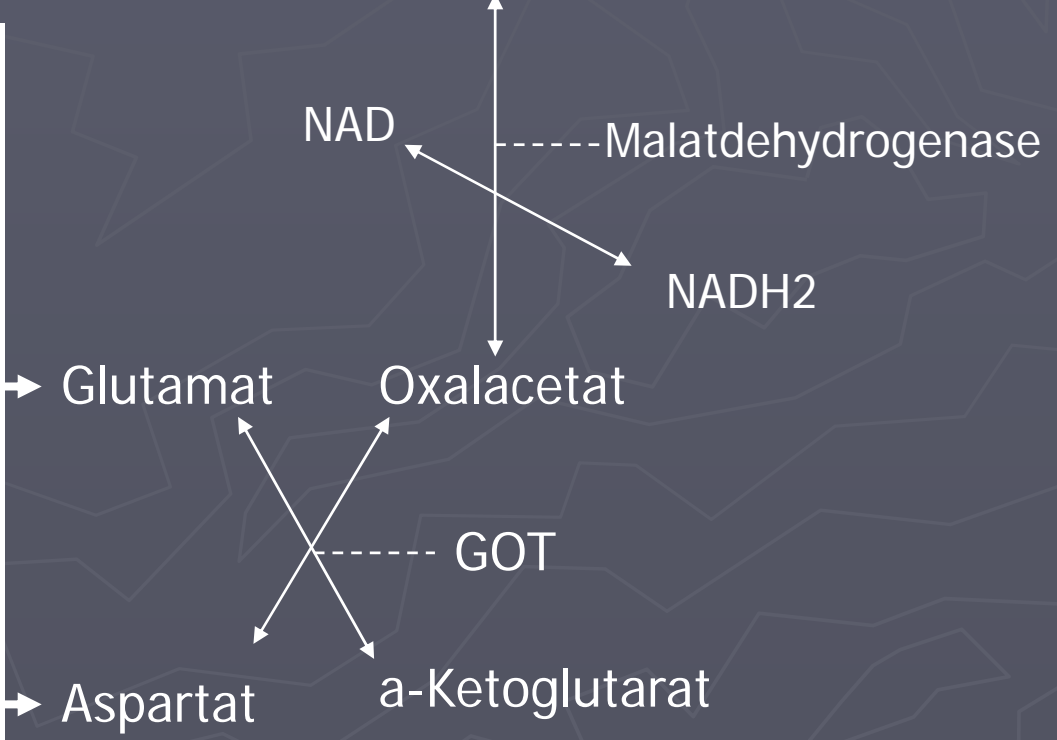 NAD
Malatdehydrogenase
NADH2
Glutamat
Oxalacetat
GOT
Aspartat
a-Ketoglutarat